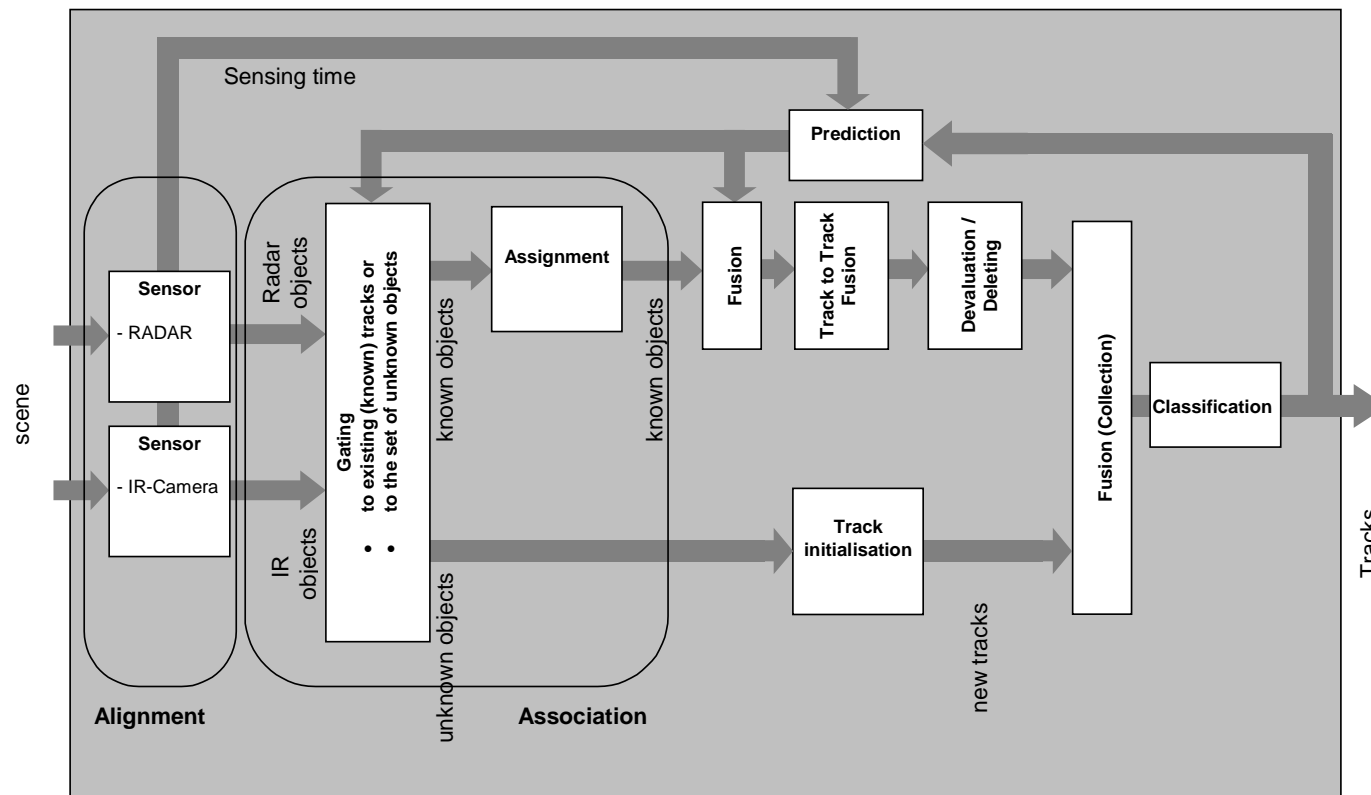 Sensing time
Prediction
Sensor
- RADAR
Sensor
- IR-Camera
scene
Radar
objects
IR
objects
Gating
to existing (known) tracks or
to the set of unknown objects
•
•
known objects
unknown objects
Assignment
known objects
Fusion
Track to Track
Fusion
Devaluation /
Deleting
Track
initialisation
new tracks
Fusion (Collection)
Classification
Tracks
Alignment
Association